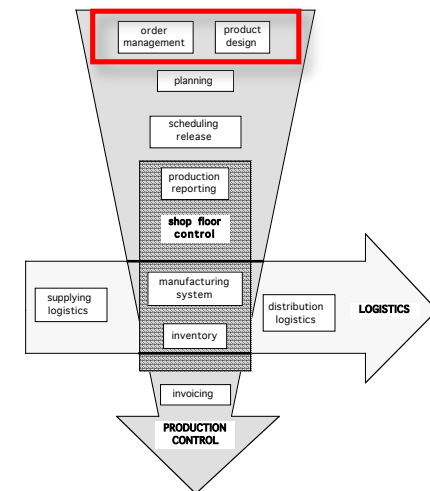 order
management
product
design
planning
scheduling
release
production
reporting
shop floor
control
manufacturing
system
supplying
logistics
distribution
logistics
LOGISTICS
inventory
invoicing
PRODUCTION
CONTROL